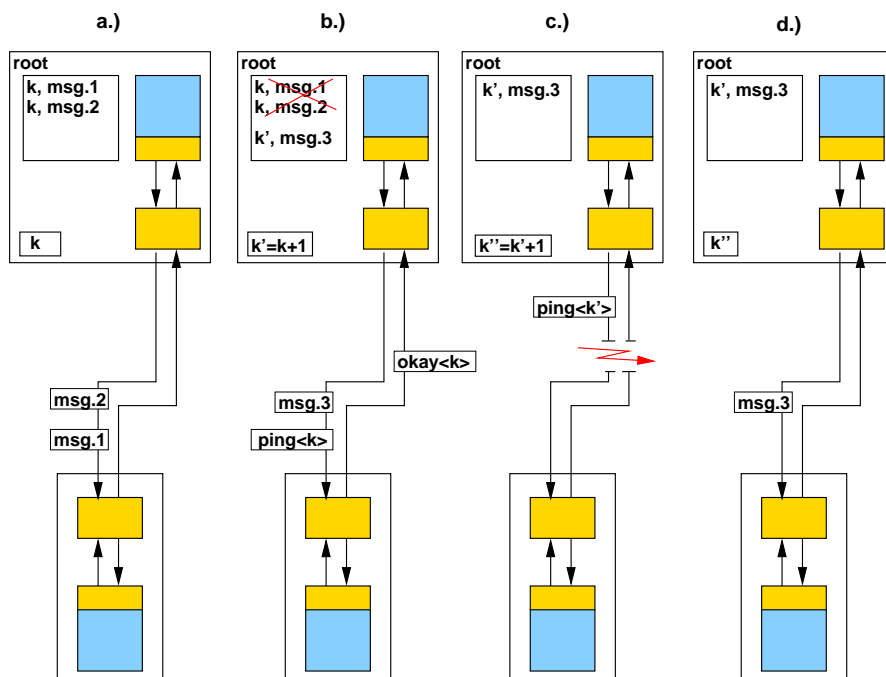 a.)
b.)
c.)
d.)
root
k, msg.1
k, msg.2
k
msg.2
msg.1
root
k, msg.1
k, msg.2
k', msg.3
k'=k+1
okay<k>
msg.3
ping<k>
root
k', msg.3
k''=k'+1
ping<k'>
root
k', msg.3
k''
msg.3